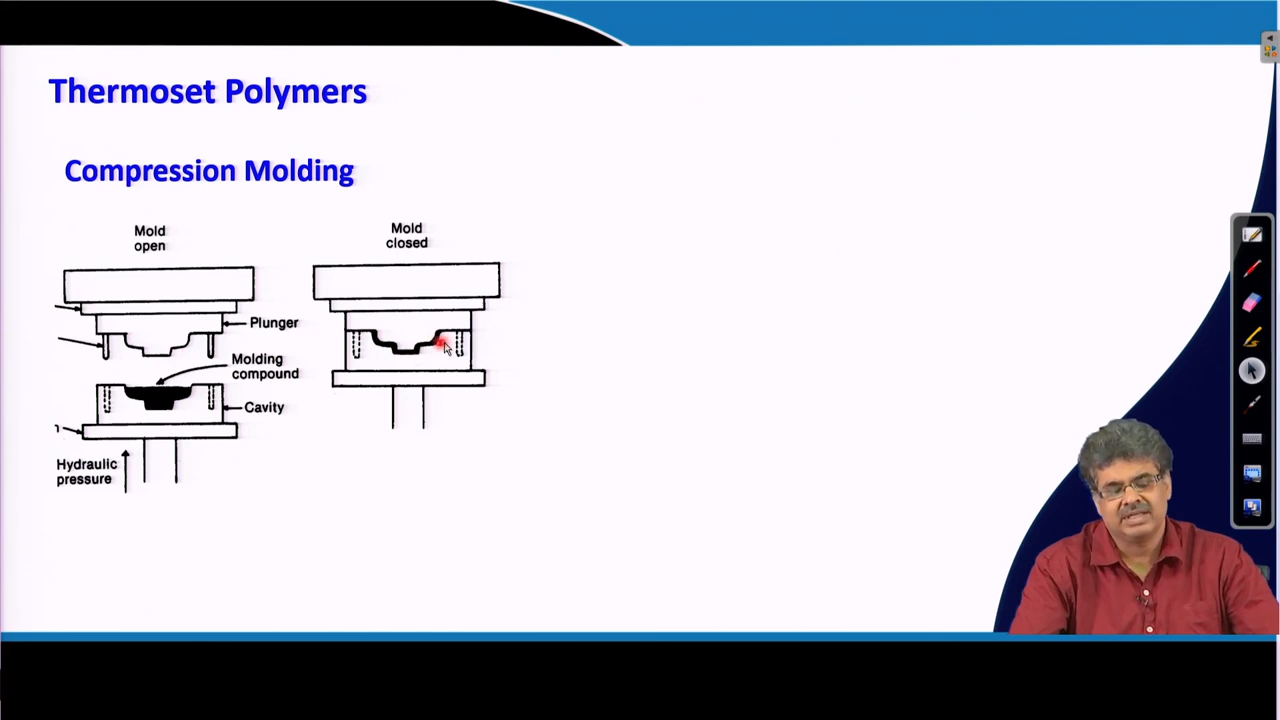 Thermoset Polymers
Compression Molding
Mold
open
Mold
closed
Plunger
Molding
compound
Cavity
Hydraulic
pressure